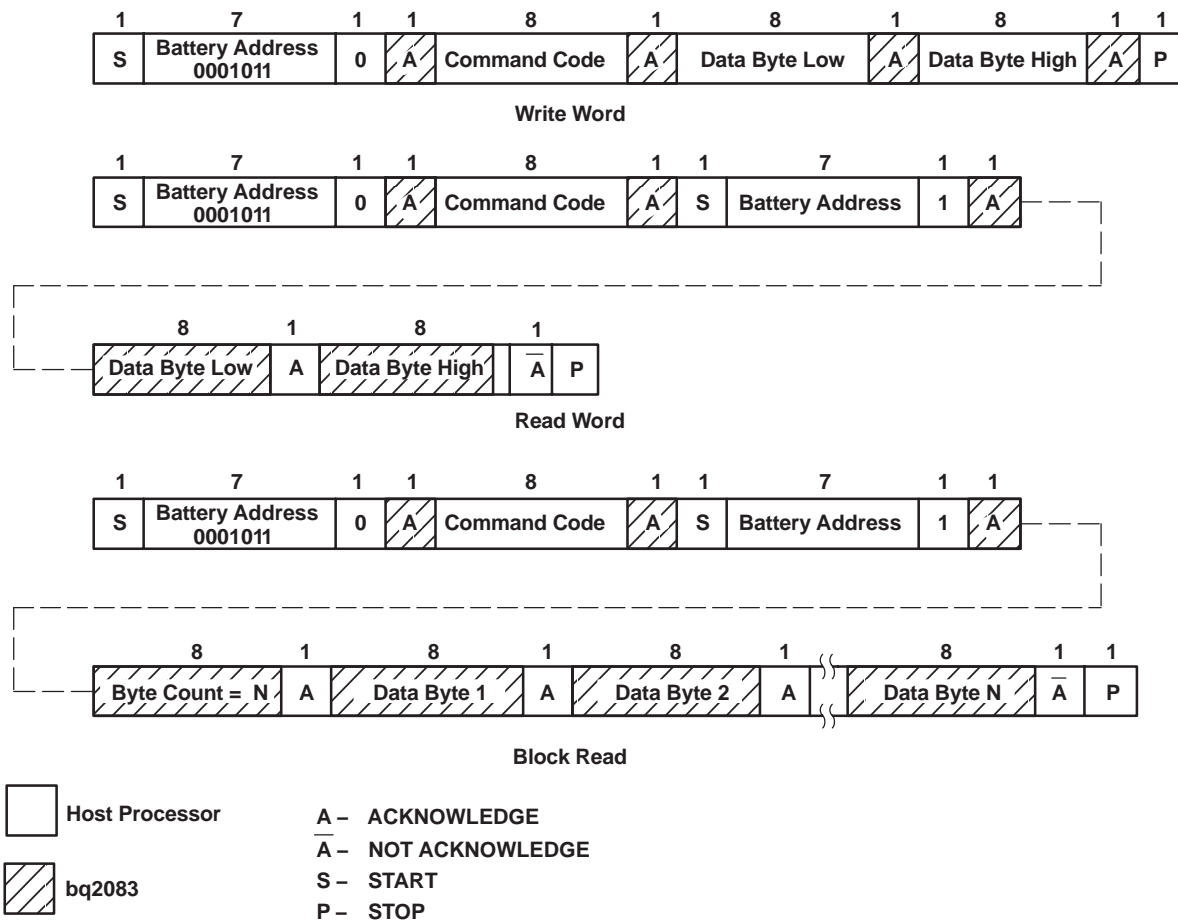 1 7 1 1 8 1 8 1 8 1 1
S Battery Address 0001011 0 A Command Code A Data Byte Low A Data Byte High A P
Write Word
1 7 1 1 8 1 1 7 1 1
S Battery Address 0001011 0 A Command Code A S Battery Address 1 A
8 1 8 1
Data Byte Low A Data Byte High A̅ P
Read Word
1 7 1 1 8 1 1 7 1 1
S Battery Address 0001011 0 A Command Code A S Battery Address 1 A
8 1 8 1 8 1 8 1 1
Byte Count = N A Data Byte 1 A Data Byte 2 A Data Byte N A̅ P
Block Read
Host Processor
bq2083
A – ACKNOWLEDGE
A̅ – NOT ACKNOWLEDGE
S – START
P – STOP